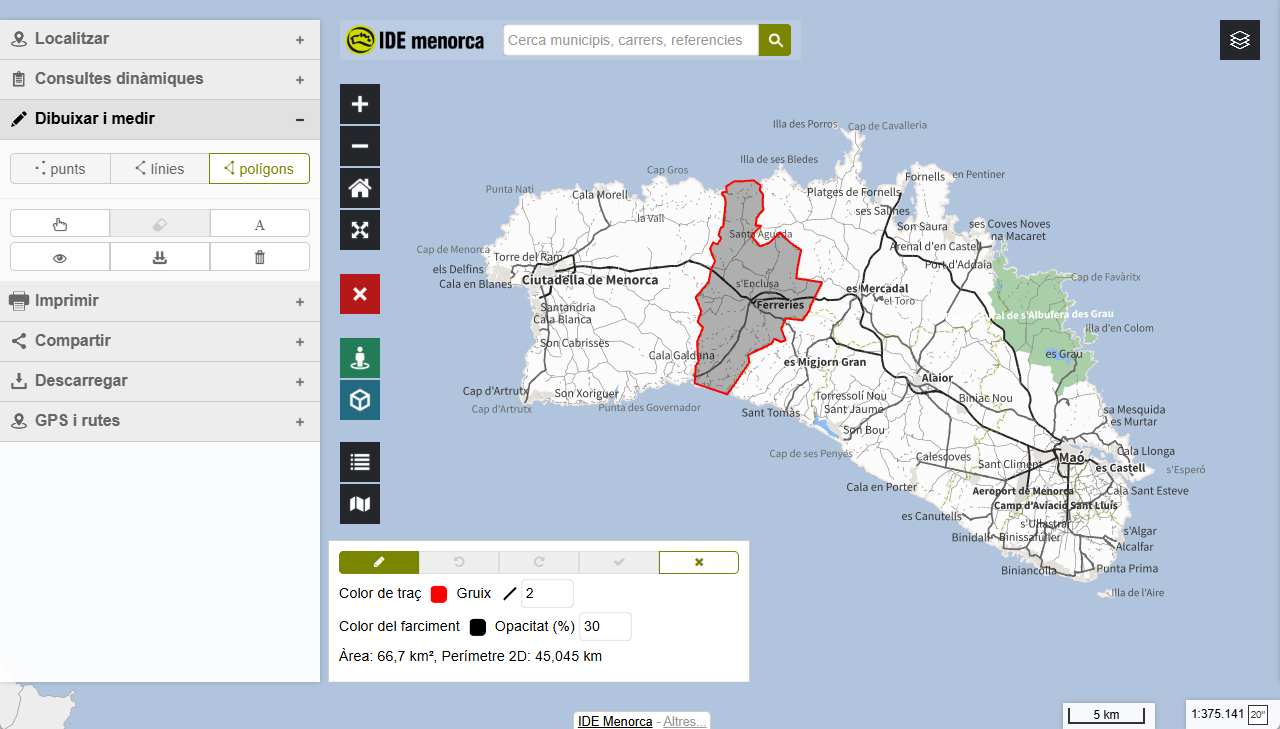 Localitzar +
Consultes dinàmiques +
Dibuixar i medir −
punts línies polígons
A
Imprimir +
Compartir +
Descarregar +
GPS i rutes +
IDE menorca
Cerca municipis, carrers, referencies
Illa des Porros
Cap de Cavalleria
Illa de ses Bledes
Cap Gros
Fornells
en Pentiner
Punta Nati
Cala Morell
Platges de Fornells
la Vall
ses Salines
Son Saura
ses Coves Noves
na Macaret
Santa Àgueda
Cap de Menorca
Arenal d'en Castell
Torre del Ram
Port d'Addaia
els Delfins
Cala en Blanes
Ciutadella de Menorca
Cap de Favàritx
s'Enclusa
es Mercadal
el Toro
Ferreries
Santandria
Cala Blanca
val de s'Albufera des Grau
Illa d'en Colom
Son Cabrisses
Cala Galdana
es Grau
es Migjorn Gran
Alaior
Cap d'Artrutx
Son Xoriguer
Cap d'Artrutx
Punta des Governador
Torressolí Nou
Sant Jaume
Biniac Nou
Sant Tomàs
sa Mesquida
es Murtar
Son Bou
Cap de ses Penyes
Calescoves
Sant Climent
Maó
Cala Llonga
es Castell
s'Esperó
Cala en Porter
Aeroport de Menorca
Cala Sant Esteve
Camp d'Aviació Sant Lluís
es Canutells
s'Ullastrar
s'Algar
Binidalí
Binissafúller
Alcalfar
Biniancolla
Punta Prima
Illa de l'Aire
Color de traç Gruix 2
Color del farciment Opacitat (%) 30
Àrea: 66,7 km², Perímetre 2D: 45,045 km
IDE Menorca - Altres...
5 km
1:375.141 20"